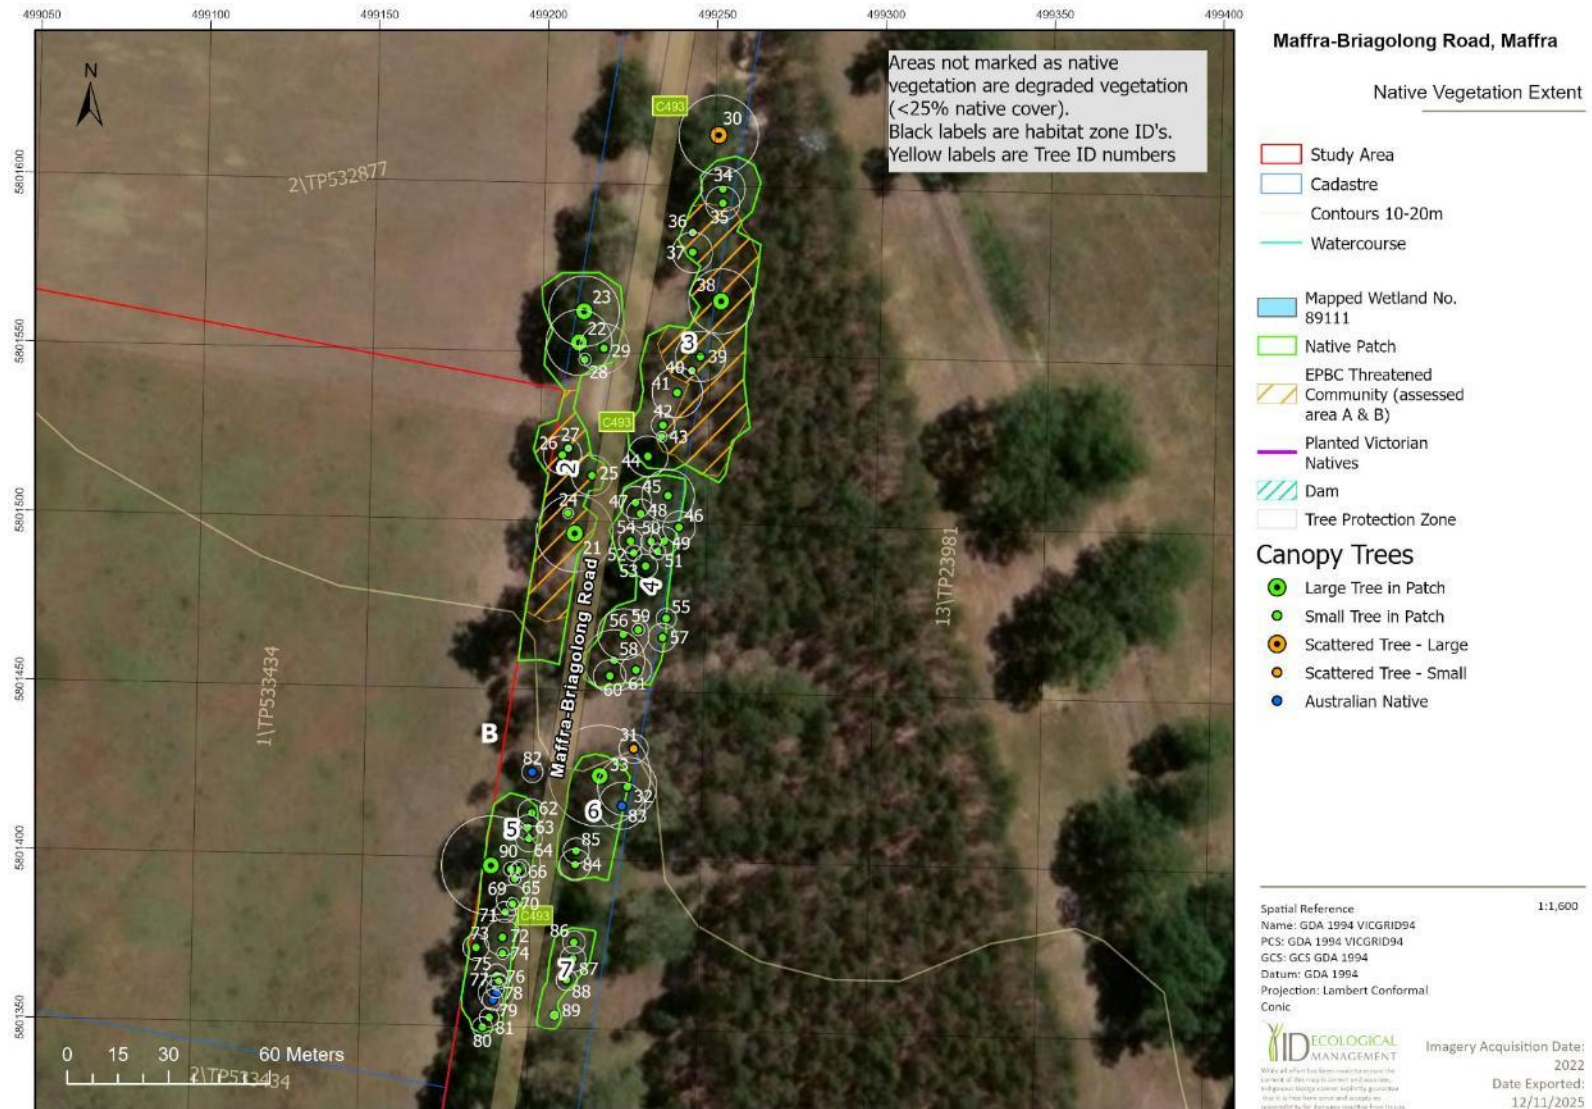 499050 499100 499150 499200 499250 499300 499350 499400
5801600
5801550
5801500
5801450
5801400
5801350
N
Areas not marked as native
vegetation are degraded vegetation
(<25% native cover).
Black labels are habitat zone ID's.
Yellow labels are Tree ID numbers
C493
30
2\TP532877
34
35
36
37
38
23
22
29
28
3
39
40
41
C493
42
43
44
26
27
2
25
24
21
45
47
48
46
54
50
49
52
51
53
4
55
59
56
57
58
60
61
13\TP23981
1\TP533434
Maffra-Briagolong Road
B
31
82
33
32
83
6
62
5
63
64
90
85
84
66
69
65
70
71
C493
73
72
74
86
75
76
7
87
77
78
88
79
89
80
81
0 15 30 60 Meters
2\TP533434
Maffra-Briagolong Road, Maffra
Native Vegetation Extent
Study Area
Cadastre
Contours 10-20m
Watercourse
Mapped Wetland No.
89111
Native Patch
EPBC Threatened
Community (assessed
area A & B)
Planted Victorian
Natives
Dam
Tree Protection Zone
Canopy Trees
Large Tree in Patch
Small Tree in Patch
Scattered Tree - Large
Scattered Tree - Small
Australian Native
Spatial Reference 1:1,600
Name: GDA 1994 VICGRID94
PCS: GDA 1994 VICGRID94
GCS: GCS GDA 1994
Datum: GDA 1994
Projection: Lambert Conformal
Conic
ID ECOLOGICAL
MANAGEMENT
Imagery Acquisition Date:
2022
Date Exported:
12/11/2025